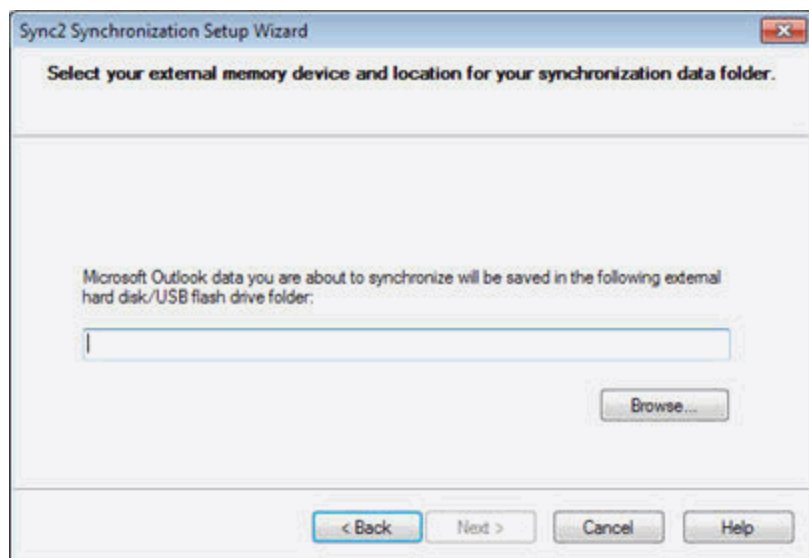 Sync2 Synchronization Setup Wizard
Select your external memory device and location for your synchronization data folder.
Microsoft Outlook data you are about to synchronize will be saved in the following external
hard disk/USB flash drive folder:
Browse...
< Back Next > Cancel Help